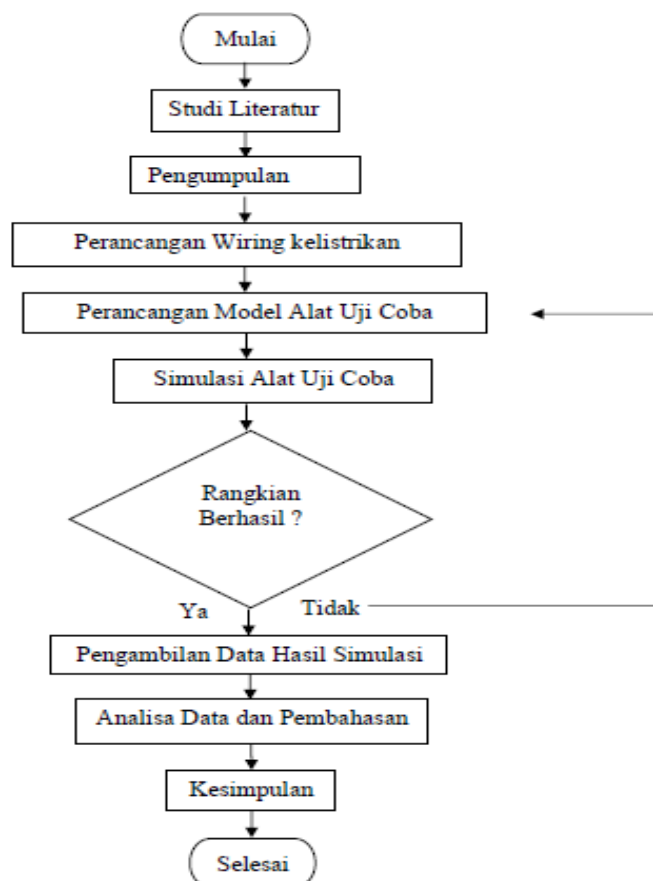 Mulai
Studi Literatur
Pengumpulan
Perancangan Wiring kelistrikan
Perancangan Model Alat Uji Coba
Simulasi Alat Uji Coba
Rangkian
Berhasil ?
Ya
Tidak
Pengambilan Data Hasil Simulasi
Analisa Data dan Pembahasan
Kesimpulan
Selesai